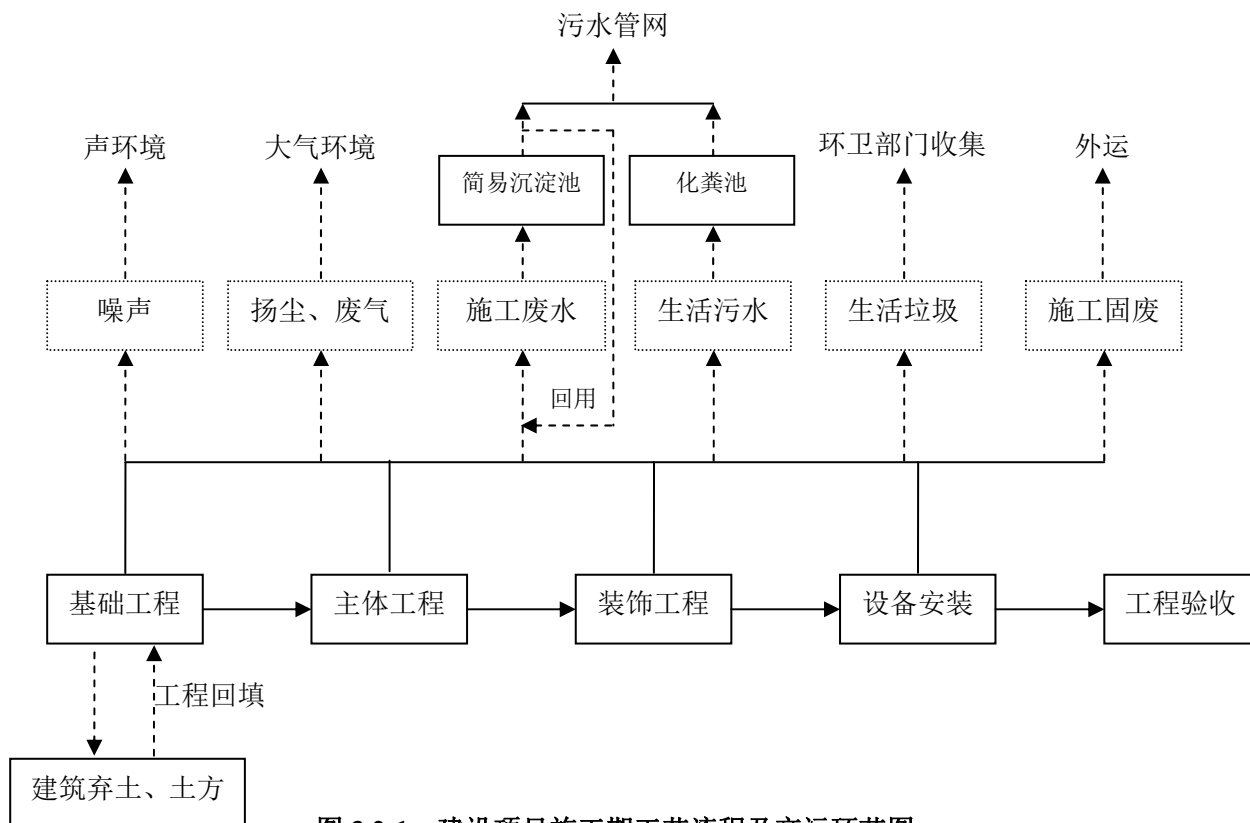 污水管网
声环境
大气环境
环卫部门收集
外运
简易沉淀池
化粪池
噪声
扬尘、废气
施工废水
生活污水
生活垃圾
施工固废
回用
基础工程
主体工程
装饰工程
设备安装
工程验收
工程回填
建筑弃土、土方